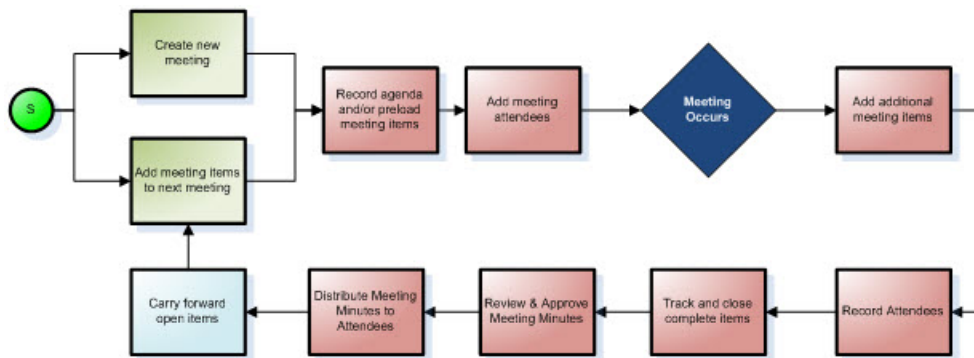 S
Create new
meeting
Add meeting items
to next meeting
Record agenda
and/or preload
meeting items
Add meeting
attendees
Meeting
Occurs
Add additional
meeting items
Record Attendees
Track and close
complete items
Review & Approve
Meeting Minutes
Distribute Meeting
Minutes to
Attendees
Carry forward
open items